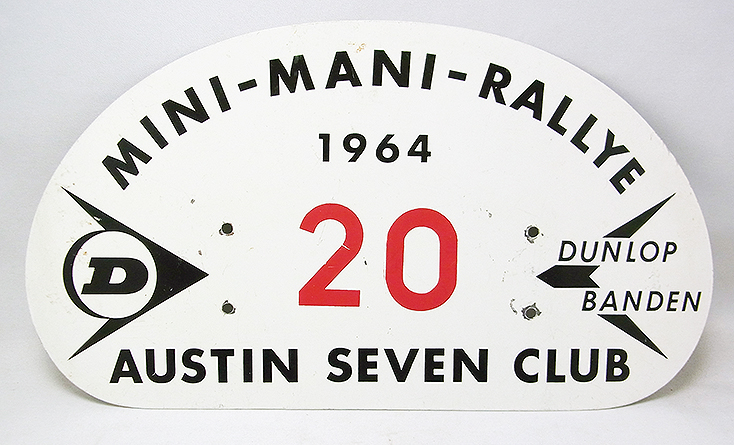 MINI-MANI-RALLYE
1964
20
D
DUNLOP
BANDEN
AUSTIN SEVEN CLUB